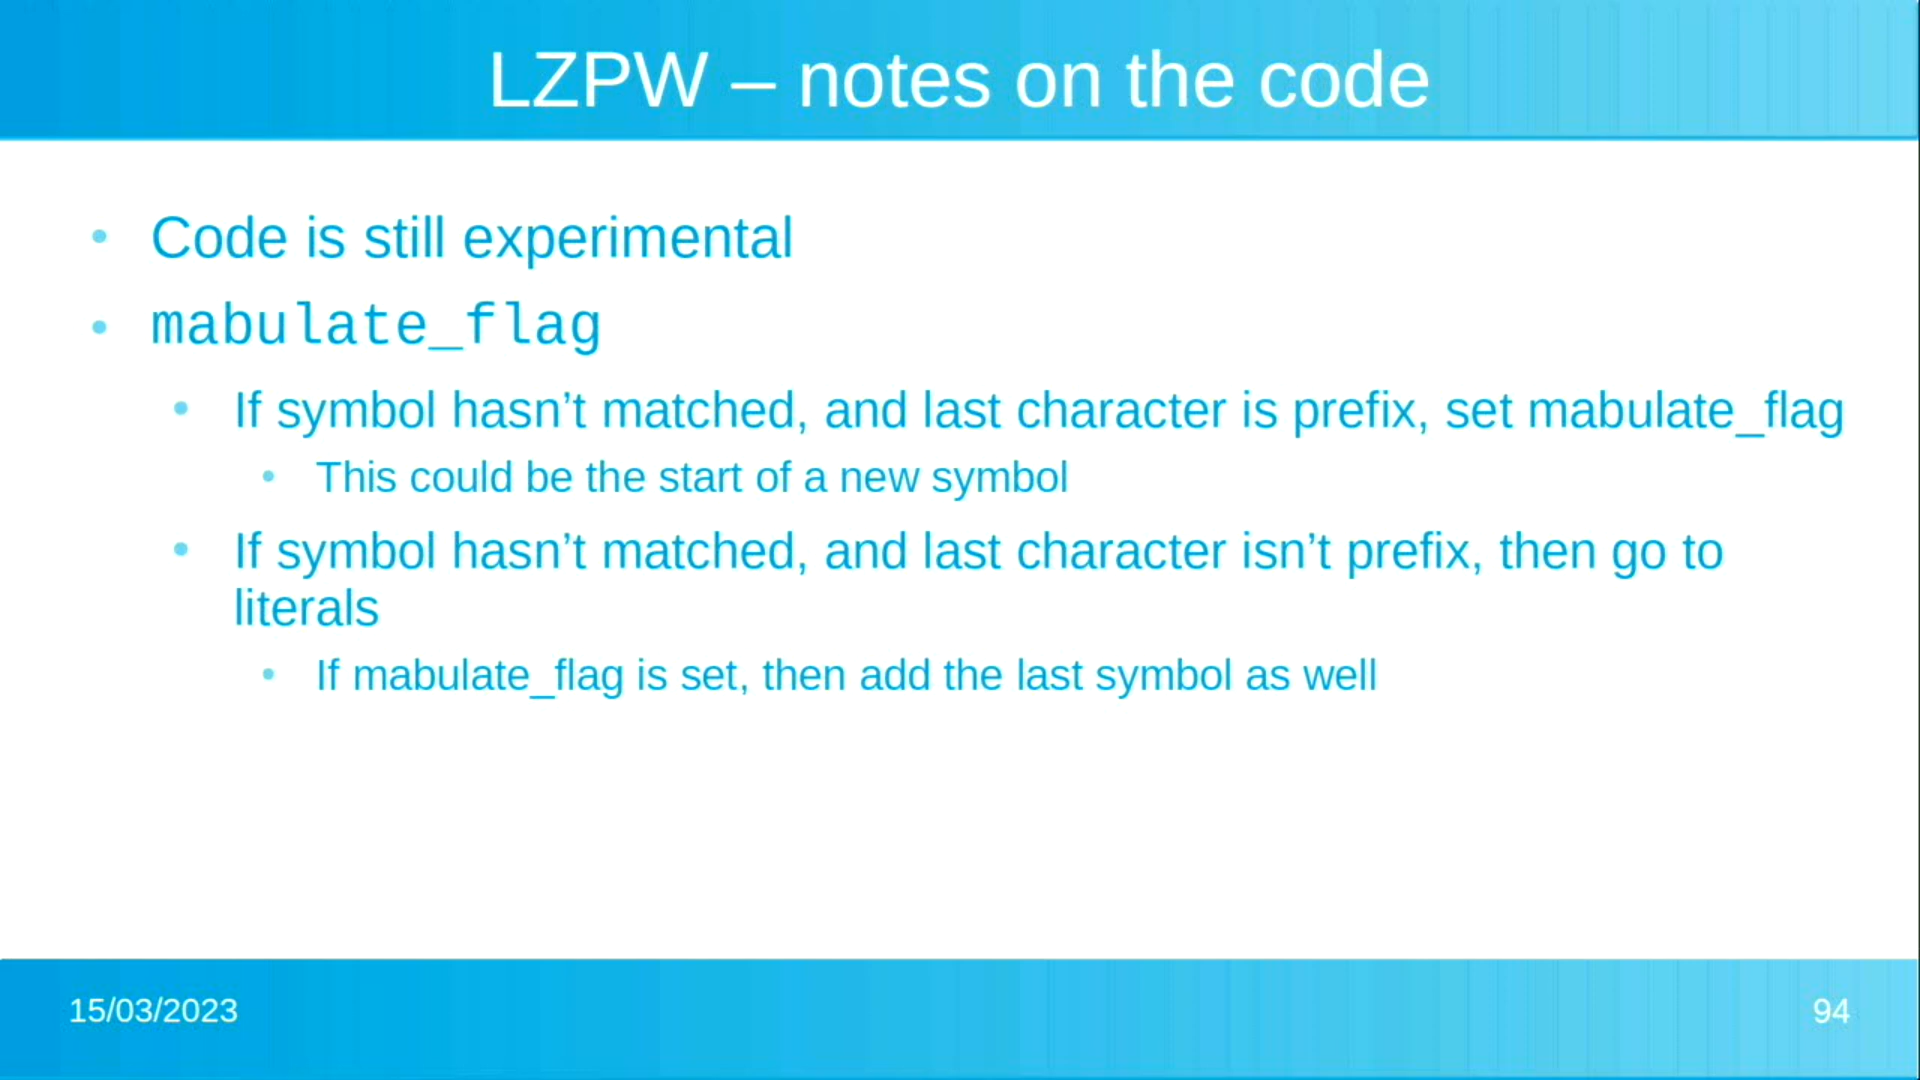 LZPW – notes on the code
• Code is still experimental
• mabulate_flag
• If symbol hasn’t matched, and last character is prefix, set mabulate_flag
• This could be the start of a new symbol
• If symbol hasn’t matched, and last character isn’t prefix, then go to
literals
• If mabulate_flag is set, then add the last symbol as well
15/03/2023
94